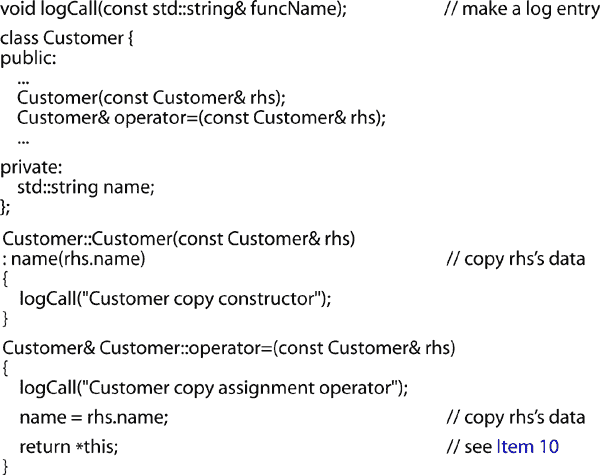 void logCall(const std::string& funcName); // make a log entry
class Customer {
public:
...
Customer(const Customer& rhs);
Customer& operator=(const Customer& rhs);
...
private:
std::string name;
};
Customer::Customer(const Customer& rhs)
: name(rhs.name) // copy rhs’s data
{
logCall("Customer copy constructor");
}
Customer& Customer::operator=(const Customer& rhs)
{
logCall("Customer copy assignment operator");
name = rhs.name; // copy rhs’s data
return *this; // see Item 10
}